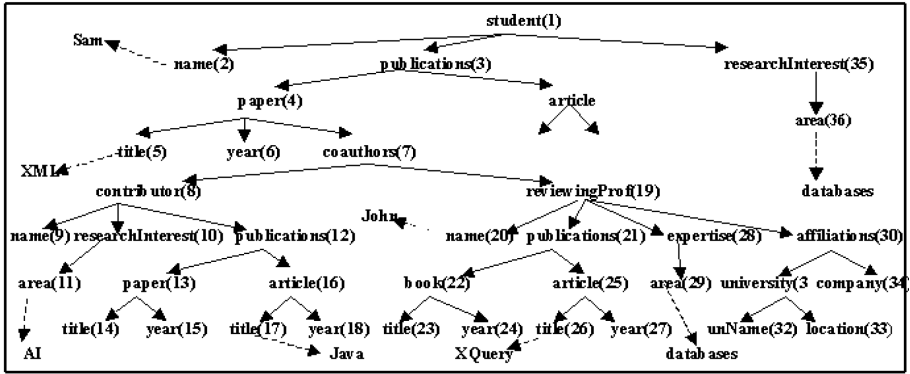 student(1)
Sam
name(2) publications(3) researchInterest(35)
paper(4) article
area(36)
title(5) year(6) coauthors(7)
XML
contributor(8) reviewingProf(19) databases
John
name(9) researchInterest(10) publications(12) name(20) publications(21) expertise(28) affiliations(30)
area(11) paper(13) article(16) book(22) article(25) area(29) university(3 company(34)
title(14) year(15) title(17) year(18) title(23) year(24) title(26) year(27) unName(32) location(33)
AI Java XQuery databases